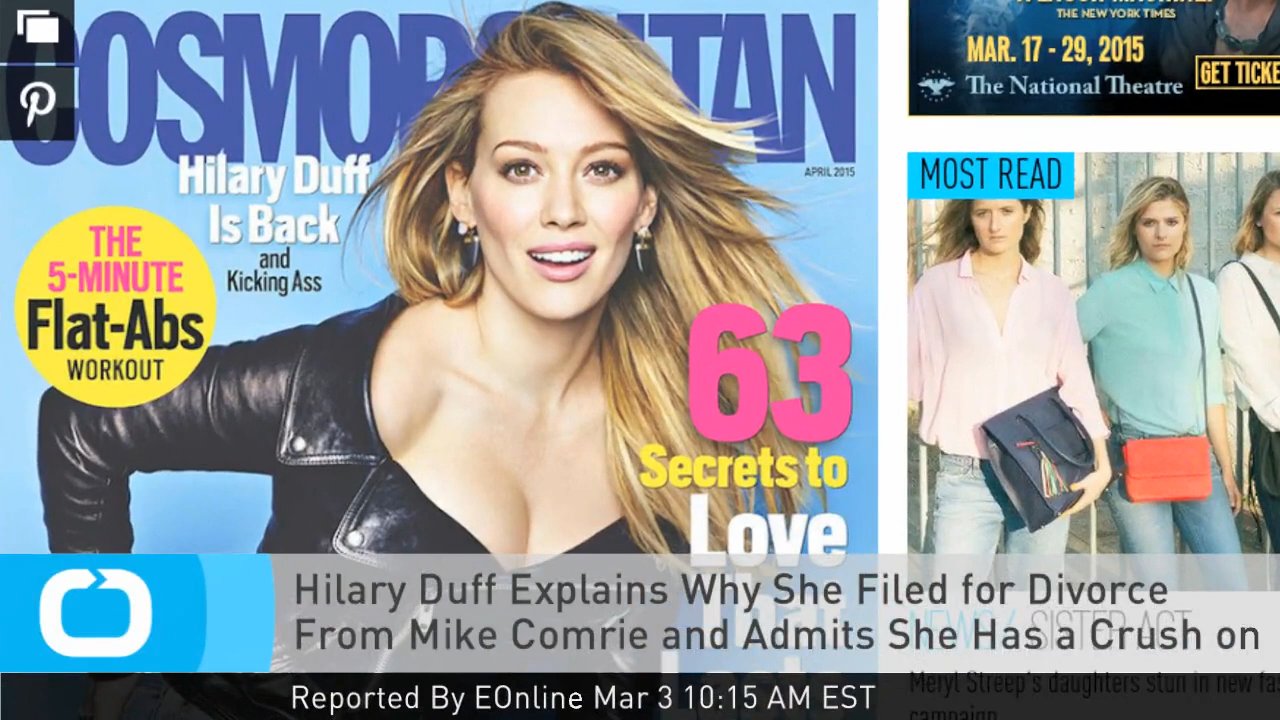 COSMOPOLITAN
APRIL 2015
Hilary Duff
Is Back
and
Kicking Ass
THE
5-MINUTE
Flat-Abs
WORKOUT
63
Secrets to
Love
THE NEW YORK TIMES
MAR. 17 - 29, 2015
The National Theatre
GET TICKE
MOST READ
NEWS / SISTER ACT
Meryl Streep's daughters stun in new fa
campaign
Hilary Duff Explains Why She Filed for Divorce
From Mike Comrie and Admits She Has a Crush on
Reported By EOnline Mar 3 10:15 AM EST